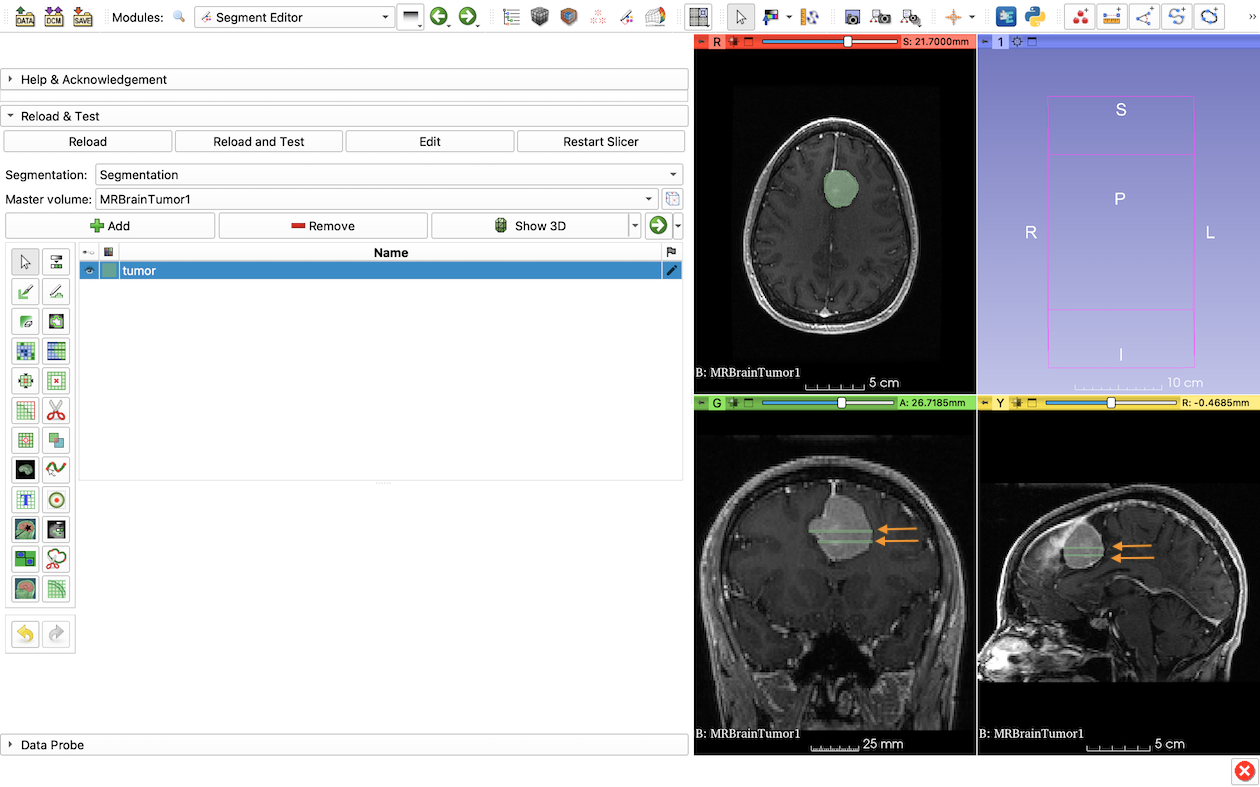 DATA DCM SAVE Modules: Segment Editor »
Help & Acknowledgement
Reload & Test
Reload Reload and Test Edit Restart Slicer
Segmentation: Segmentation
Master volume: MRBrainTumor1
Add Remove Show 3D
Name
tumor
T
Data Probe
R S: 21.7000mm
B: MRBrainTumor1
5 cm
1
S
P
R L
I
10 cm
G A: 26.7185mm
B: MRBrainTumor1
25 mm
Y R: -0.4685mm
B: MRBrainTumor1
5 cm